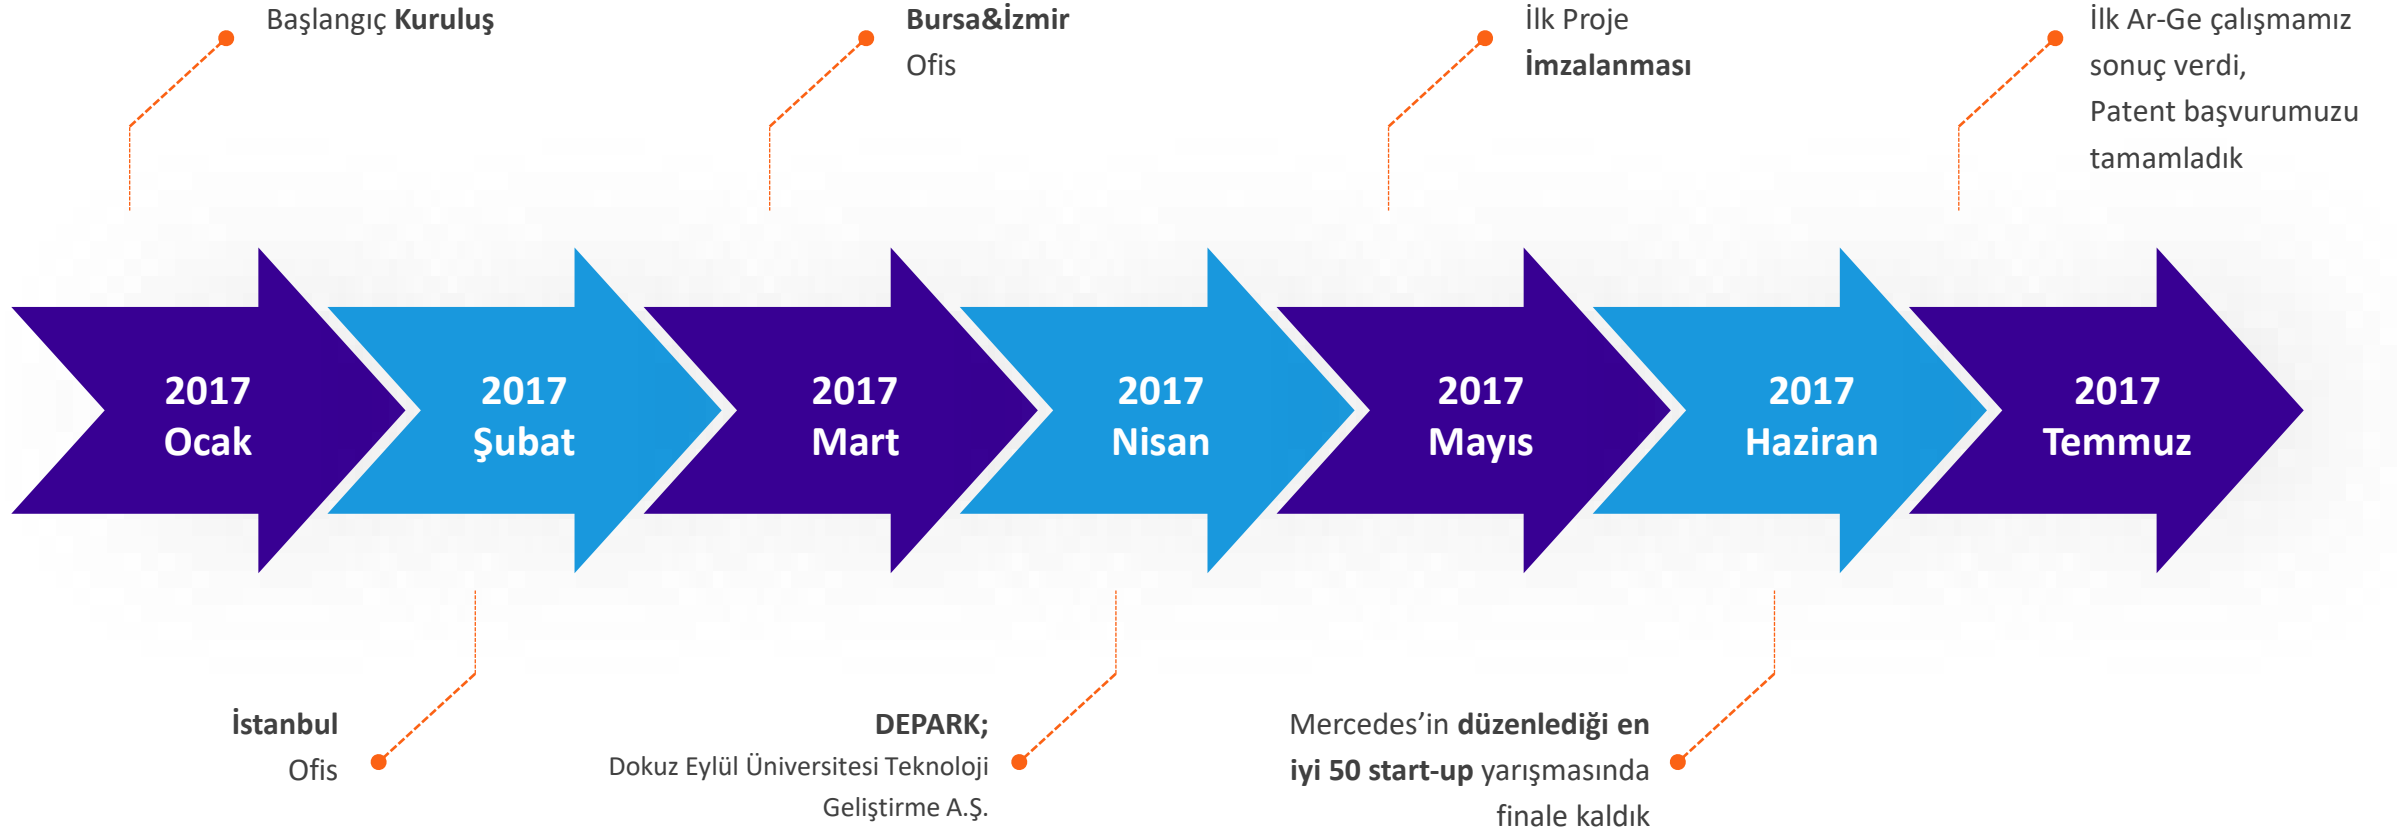 Başlangıç Kuruluş
Bursa&İzmir
Ofis
İlk Proje
İmzalanması
İlk Ar-Ge çalışmamız
sonuç verdi,
Patent başvurumuzu
tamamladık
2017
Ocak
2017
Şubat
2017
Mart
2017
Nisan
2017
Mayıs
2017
Haziran
2017
Temmuz
İstanbul
Ofis
DEPARK;
Dokuz Eylül Üniversitesi Teknoloji
Geliştirme A.Ş.
Mercedes’in düzenlediği en
iyi 50 start-up yarışmasında
finale kaldık